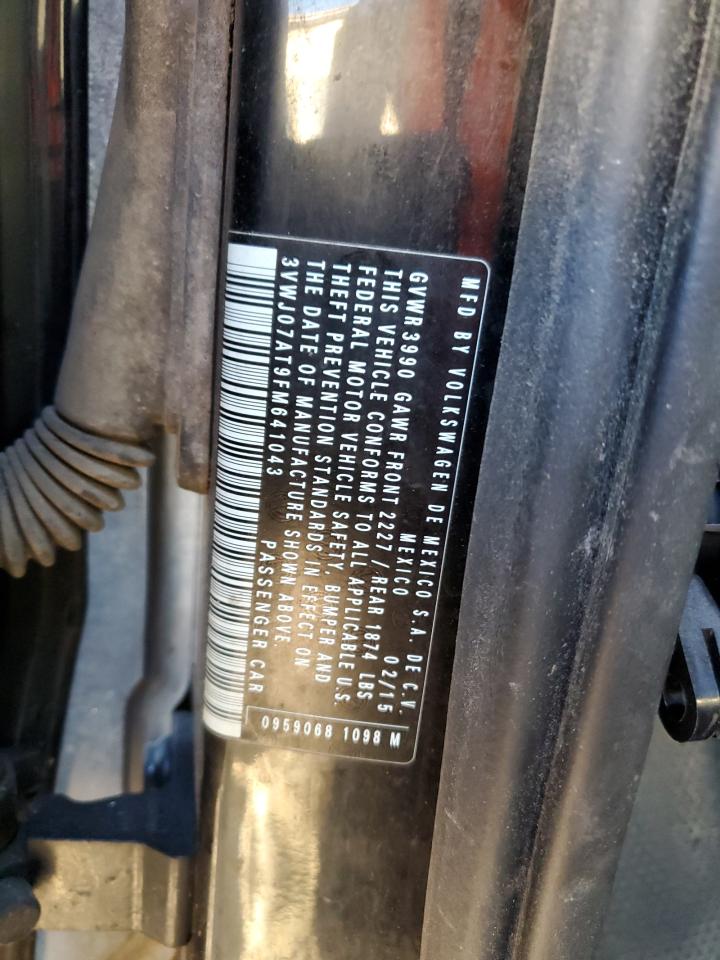 MFD BY VOLKSWAGEN DE MEXICO S.A. DE C.V.
MEXICO 02/15
GVWR 3990 GAWR FRONT 2227 / REAR 1874 LBS
THIS VEHICLE CONFORMS TO ALL APPLICABLE U.S.
FEDERAL MOTOR VEHICLE SAFETY, BUMPER AND
THEFT PREVENTION STANDARDS IN EFFECT ON
THE DATE OF MANUFACTURE SHOWN ABOVE.
3VWJ07AT9FM641043 PASSENGER CAR
0959068 1098 M